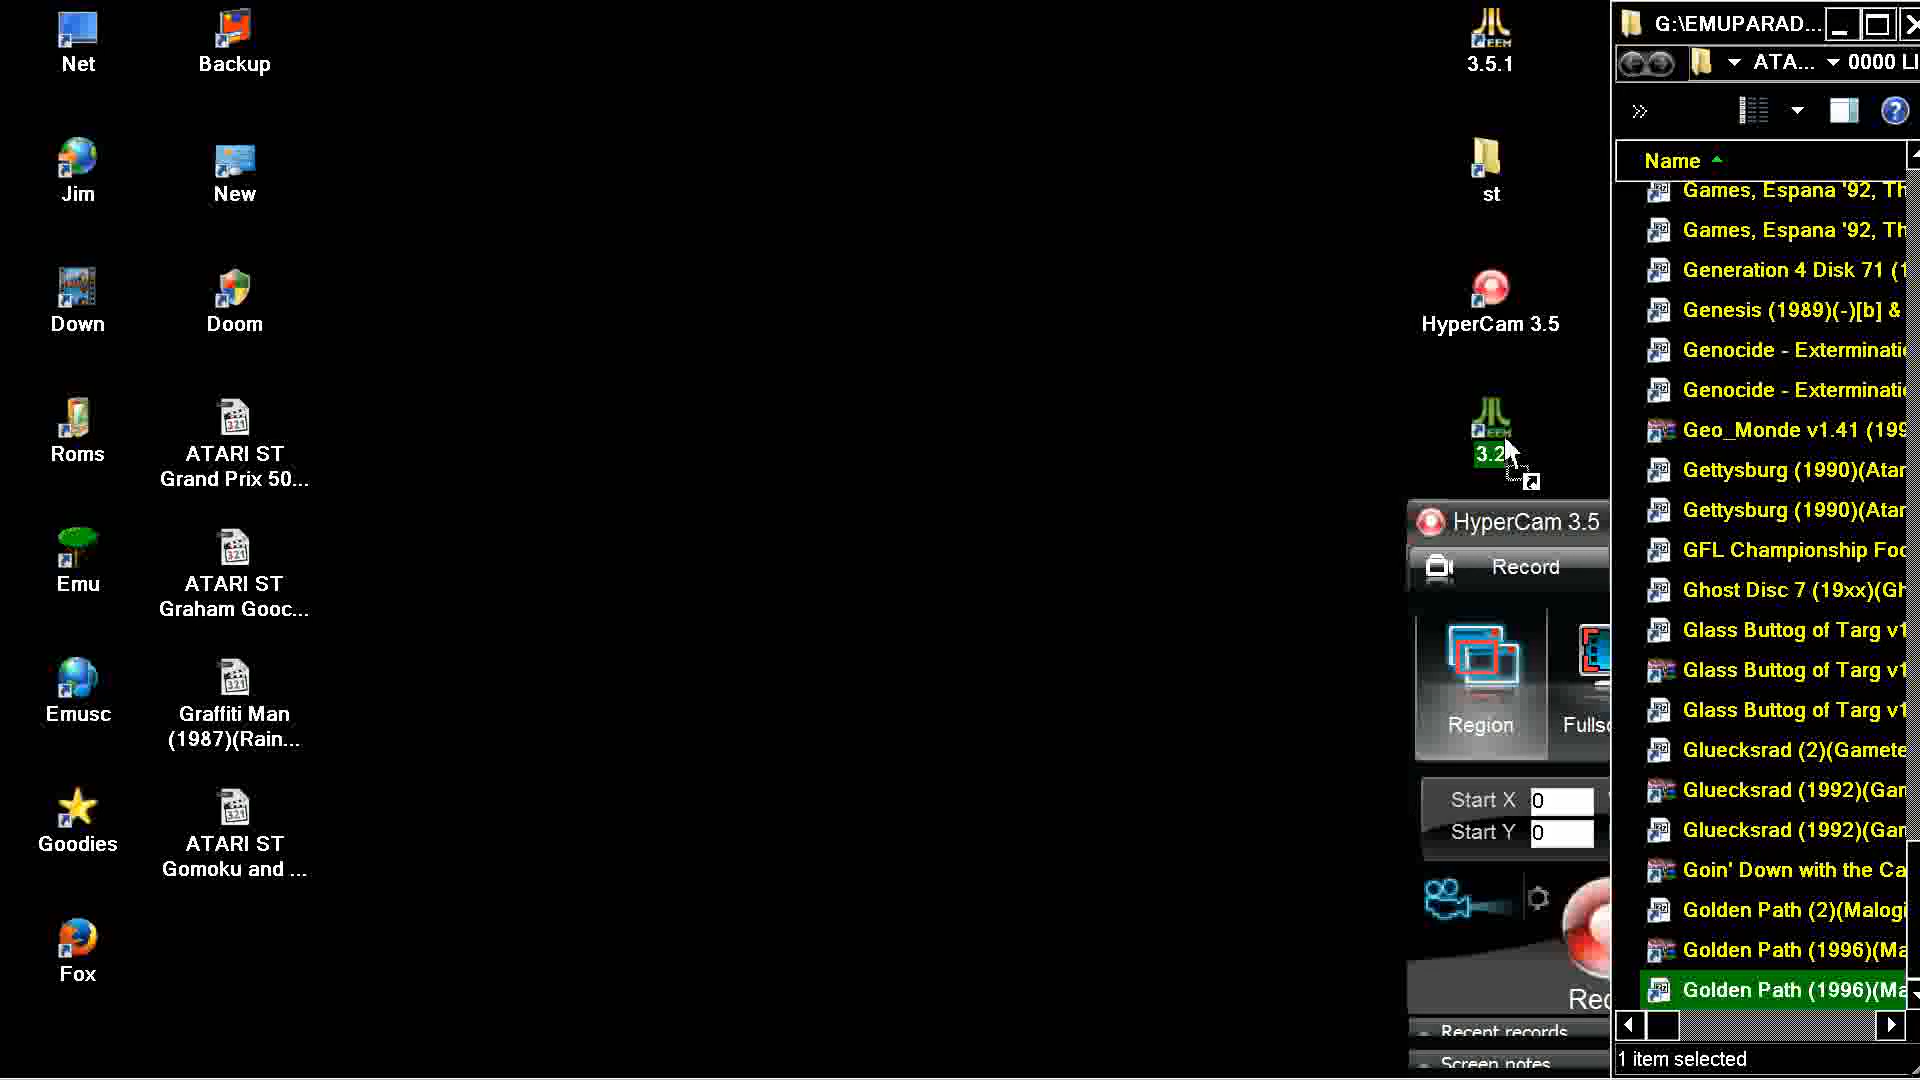 Net
Backup
Jim
New
Down
Doom
Roms
ATARI ST
Grand Prix 50...
Emu
ATARI ST
Graham Gooc...
Emusc
Graffiti Man
(1987)(Rain...
Goodies
ATARI ST
Gomoku and ...
Fox
3.5.1
st
HyperCam 3.5
3.2
HyperCam 3.5
Record
Region
Fullsc
Start X 0
Start Y 0
Rec
Recent records
Screen notes
G:\EMUPARAD...
ATA... 0000 LI
Name
Games, Espana '92, Th
Games, Espana '92, Th
Generation 4 Disk 71 (1
Genesis (1989)(-)[b] &
Genocide - Exterminatio
Genocide - Exterminatio
Geo_Monde v1.41 (199
Gettysburg (1990)(Atar
Gettysburg (1990)(Atar
GFL Championship Foo
Ghost Disc 7 (19xx)(Gh
Glass Buttog of Targ v1
Glass Buttog of Targ v1
Glass Buttog of Targ v1
Gluecksrad (2)(Gamete
Gluecksrad (1992)(Gam
Gluecksrad (1992)(Gam
Goin' Down with the Ca
Golden Path (2)(Malogi
Golden Path (1996)(Ma
Golden Path (1996)(Ma
1 item selected